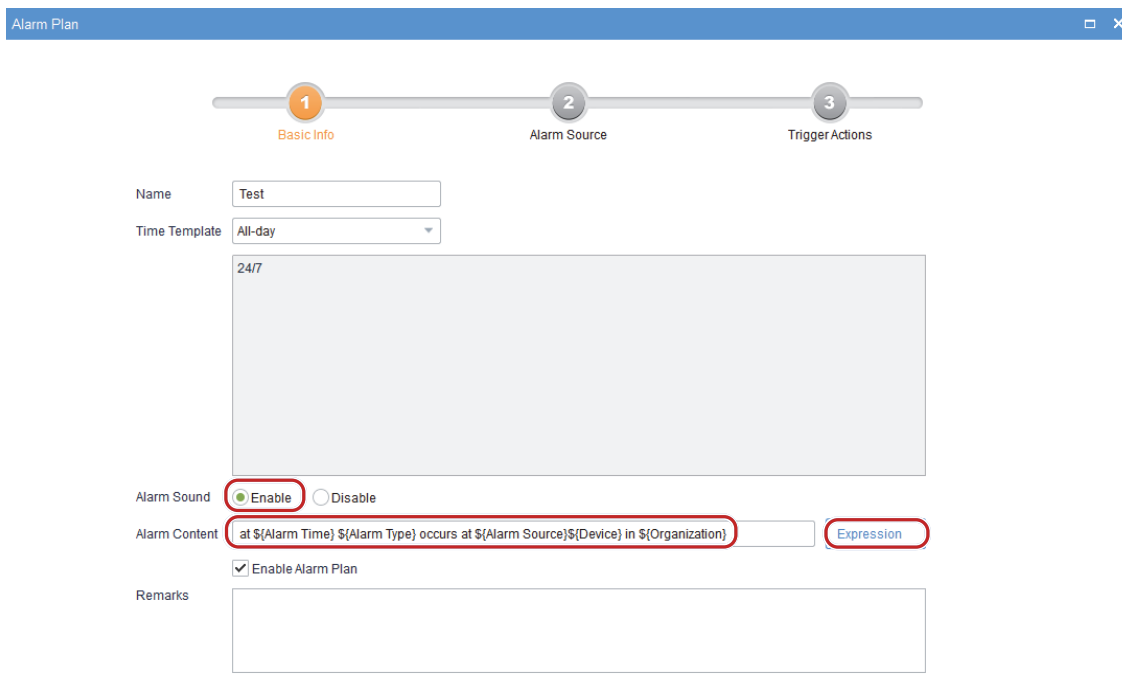 Alarm Plan
1 2 3
Basic Info Alarm Source Trigger Actions
Name Test
Time Template All-day
24/7
Alarm Sound Enable Disable
Alarm Content at ${Alarm Time} ${Alarm Type} occurs at ${Alarm Source}${Device} in ${Organization} Expression
Enable Alarm Plan
Remarks